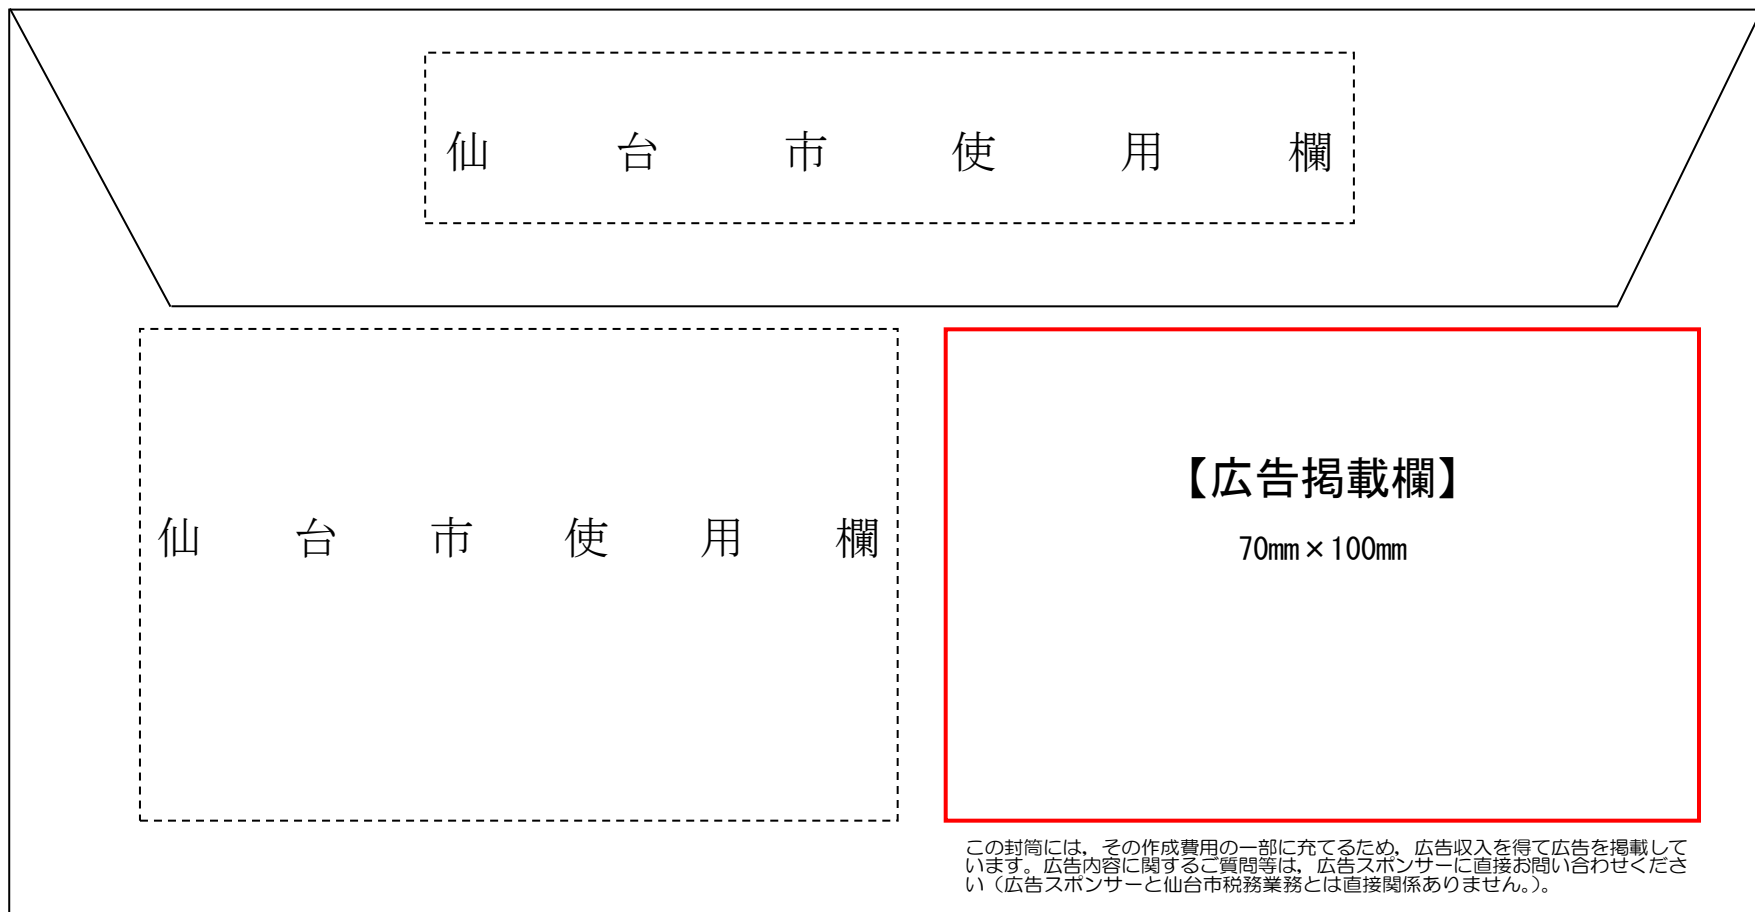 仙台市使用欄
仙台市使用欄
【広告掲載欄】
70mm×100mm
この封筒には，その作成費用の一部に充てるため，広告収入を得て広告を掲載して
います。広告内容に関するご質問等は，広告スポンサーに直接お問い合わせくださ
い（広告スポンサーと仙台市税務業務とは直接関係ありません。）。